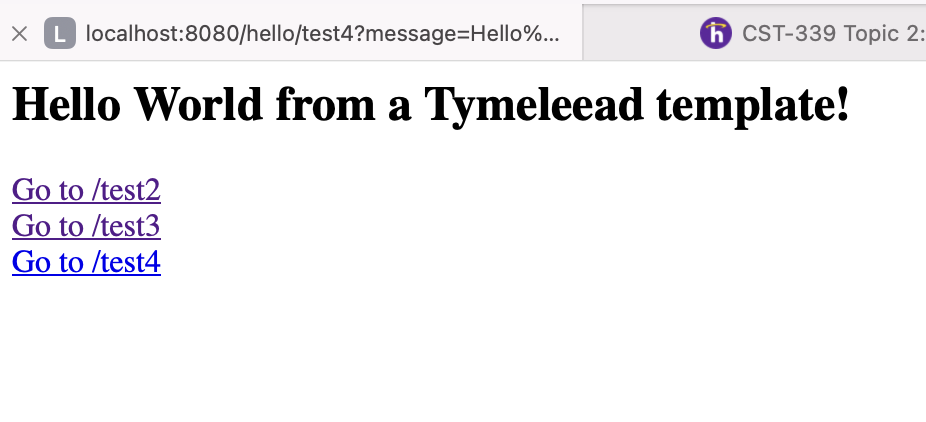 L localhost:8080/hello/test4?message=Hello%...
CST-339 Topic 2:
Hello World from a Tymeleead template!
Go to /test2
Go to /test3
Go to /test4